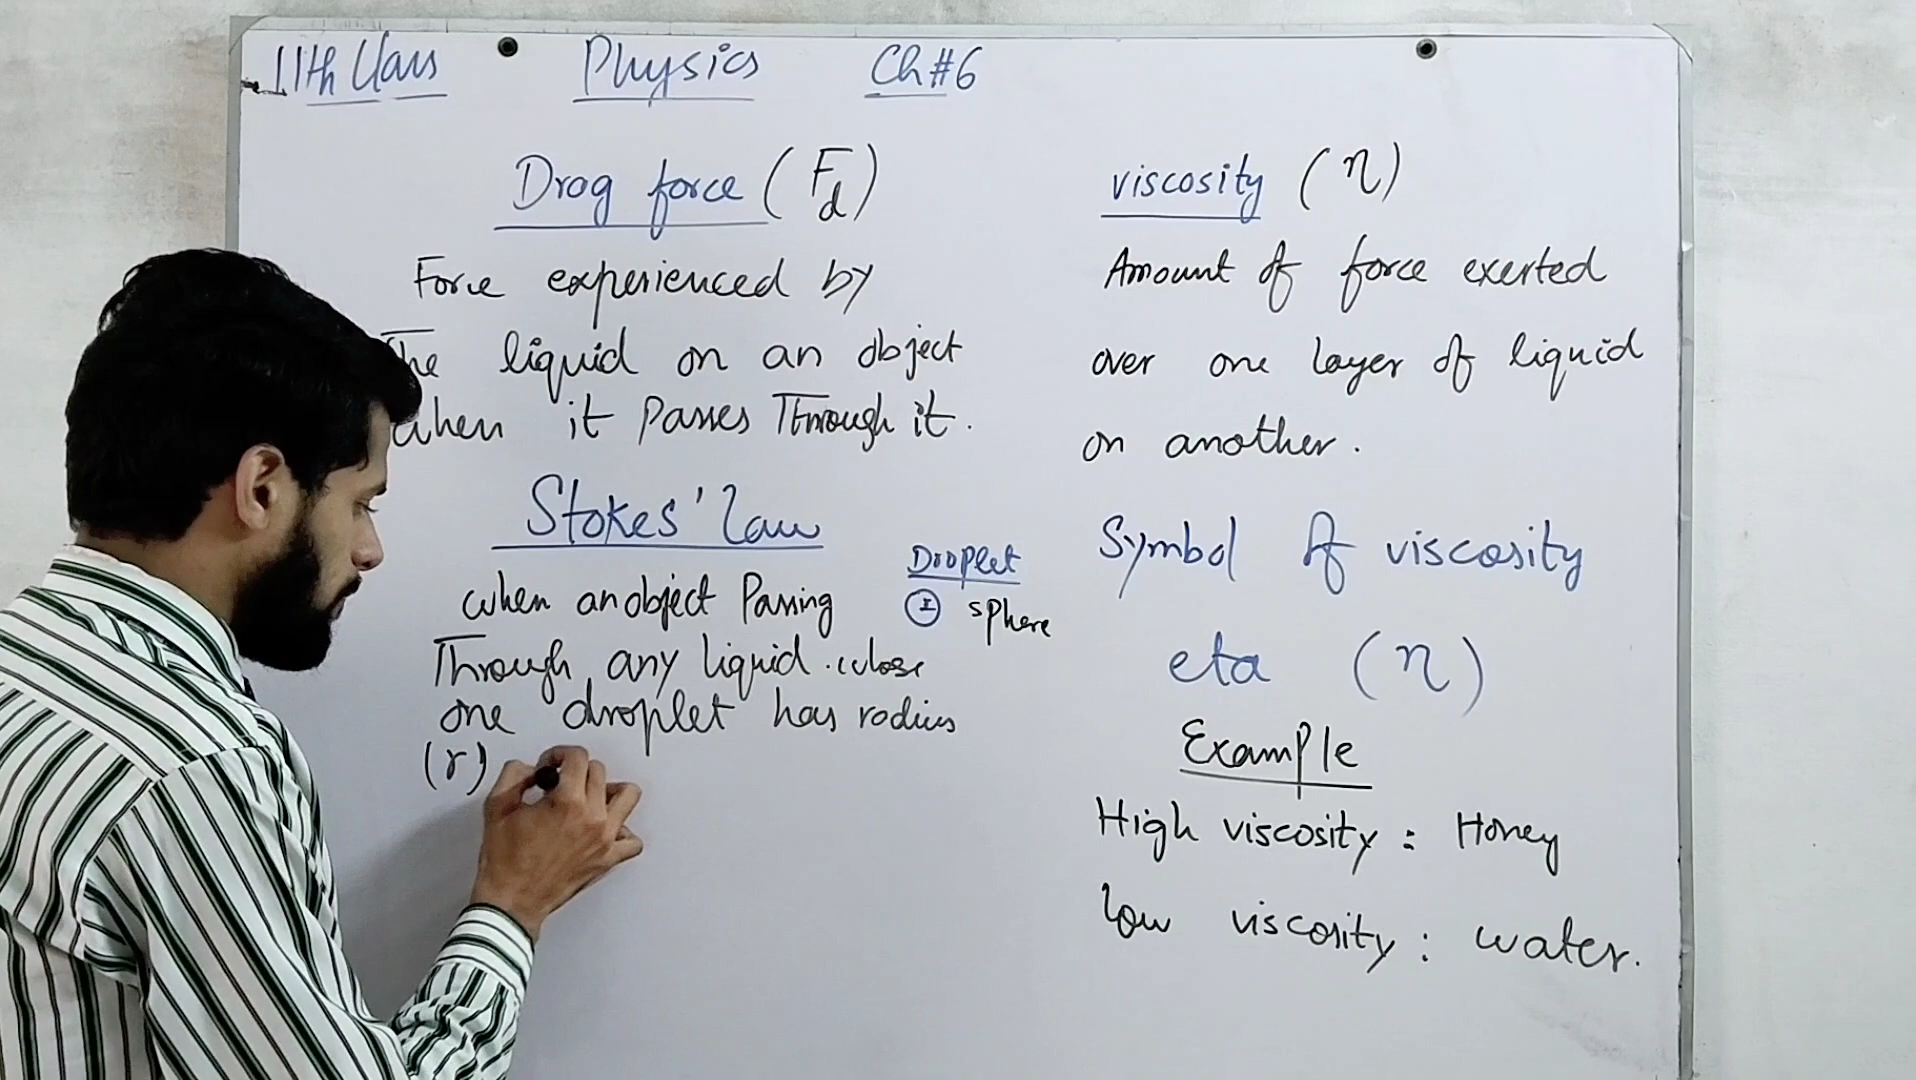 11th Class Physics Ch#6
Drag force (Fd)
Force experienced by
The liquid on an object
when it passes Through it.
Stokes' law
when an object Passing
Through any liquid. whose
one droplet has radius
(r)
Droplet
sphere
viscosity (η)
Amount of force exerted
over one layer of liquid
on another.
Symbol of viscosity
eta (η)
Example
High viscosity : Honey
low viscosity : water.